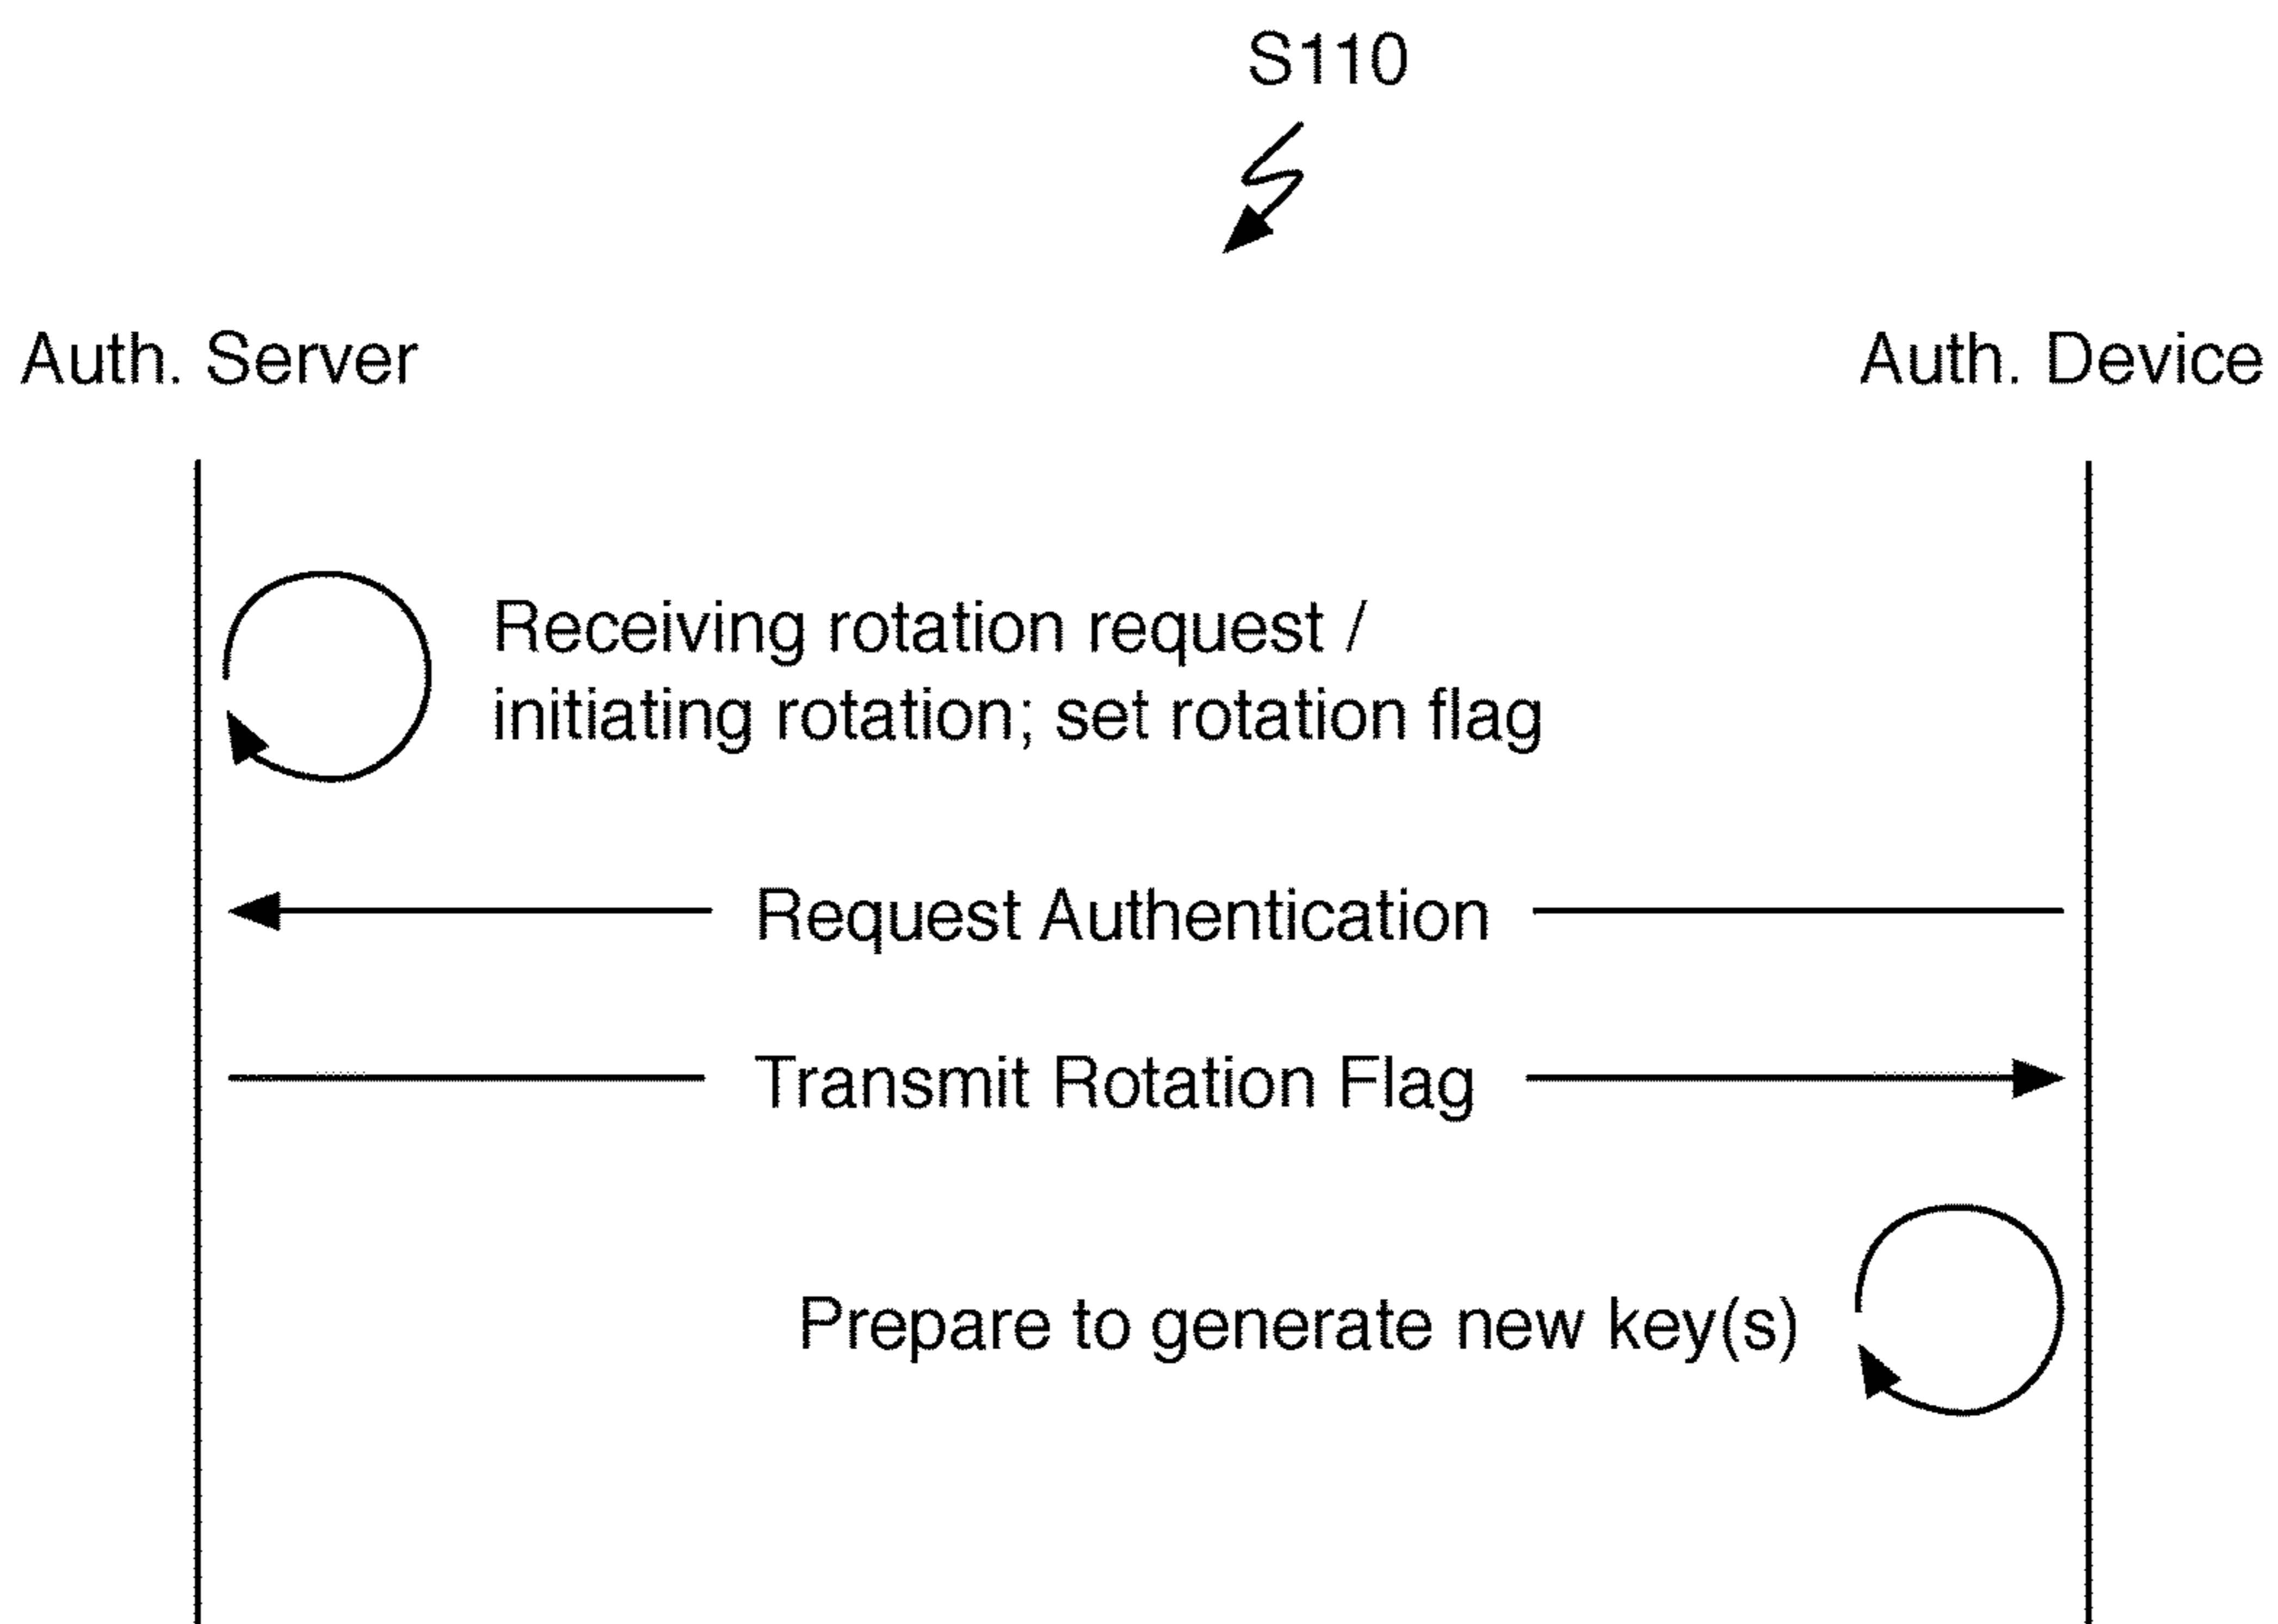 S110
Auth. Server
Auth. Device
Receiving rotation request /
initiating rotation; set rotation flag
Request Authentication
Transmit Rotation Flag
Prepare to generate new key(s)